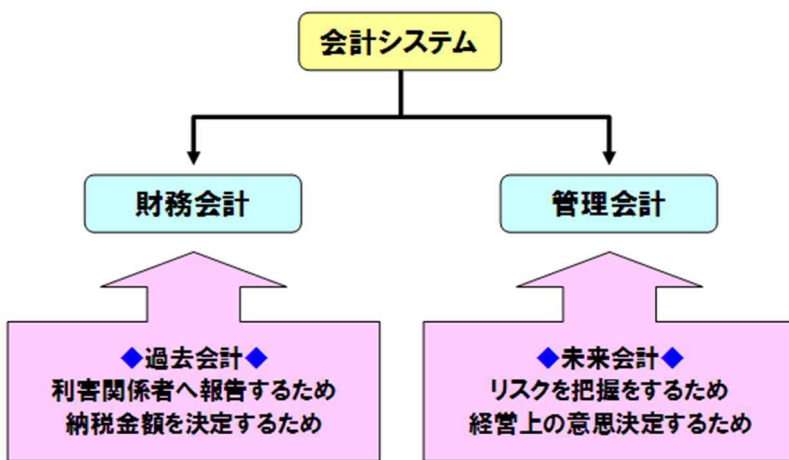 会計システム
財務会計
管理会計
◆過去会計◆
利害関係者へ報告するため
納税金額を決定するため
◆未来会計◆
リスクを把握をするため
経営上の意思決定するため